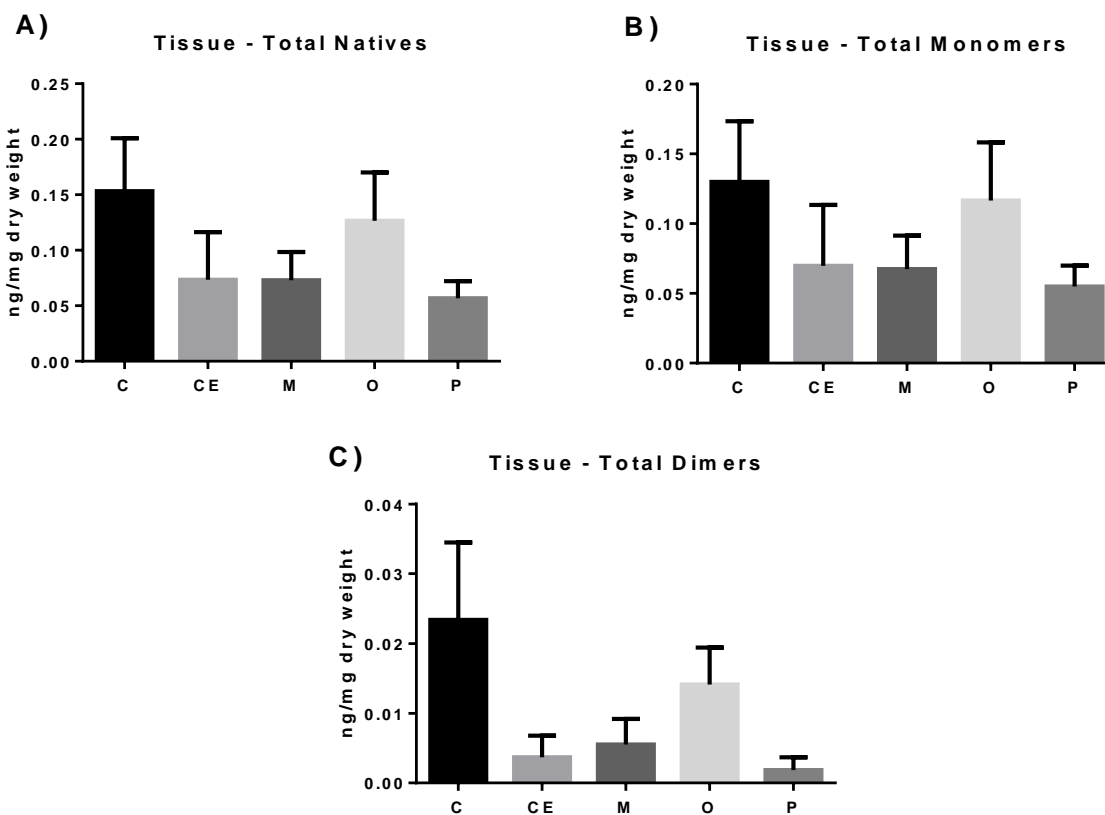 A)
Tissue - Total Natives
ng/mg dry weight
0.25
0.20
0.15
0.10
0.05
0.00
C CE M O P
B)
Tissue - Total Monomers
ng/mg dry weight
0.20
0.15
0.10
0.05
0.00
C CE M O P
C)
Tissue - Total Dimers
ng/mg dry weight
0.04
0.03
0.02
0.01
0.00
C CE M O P